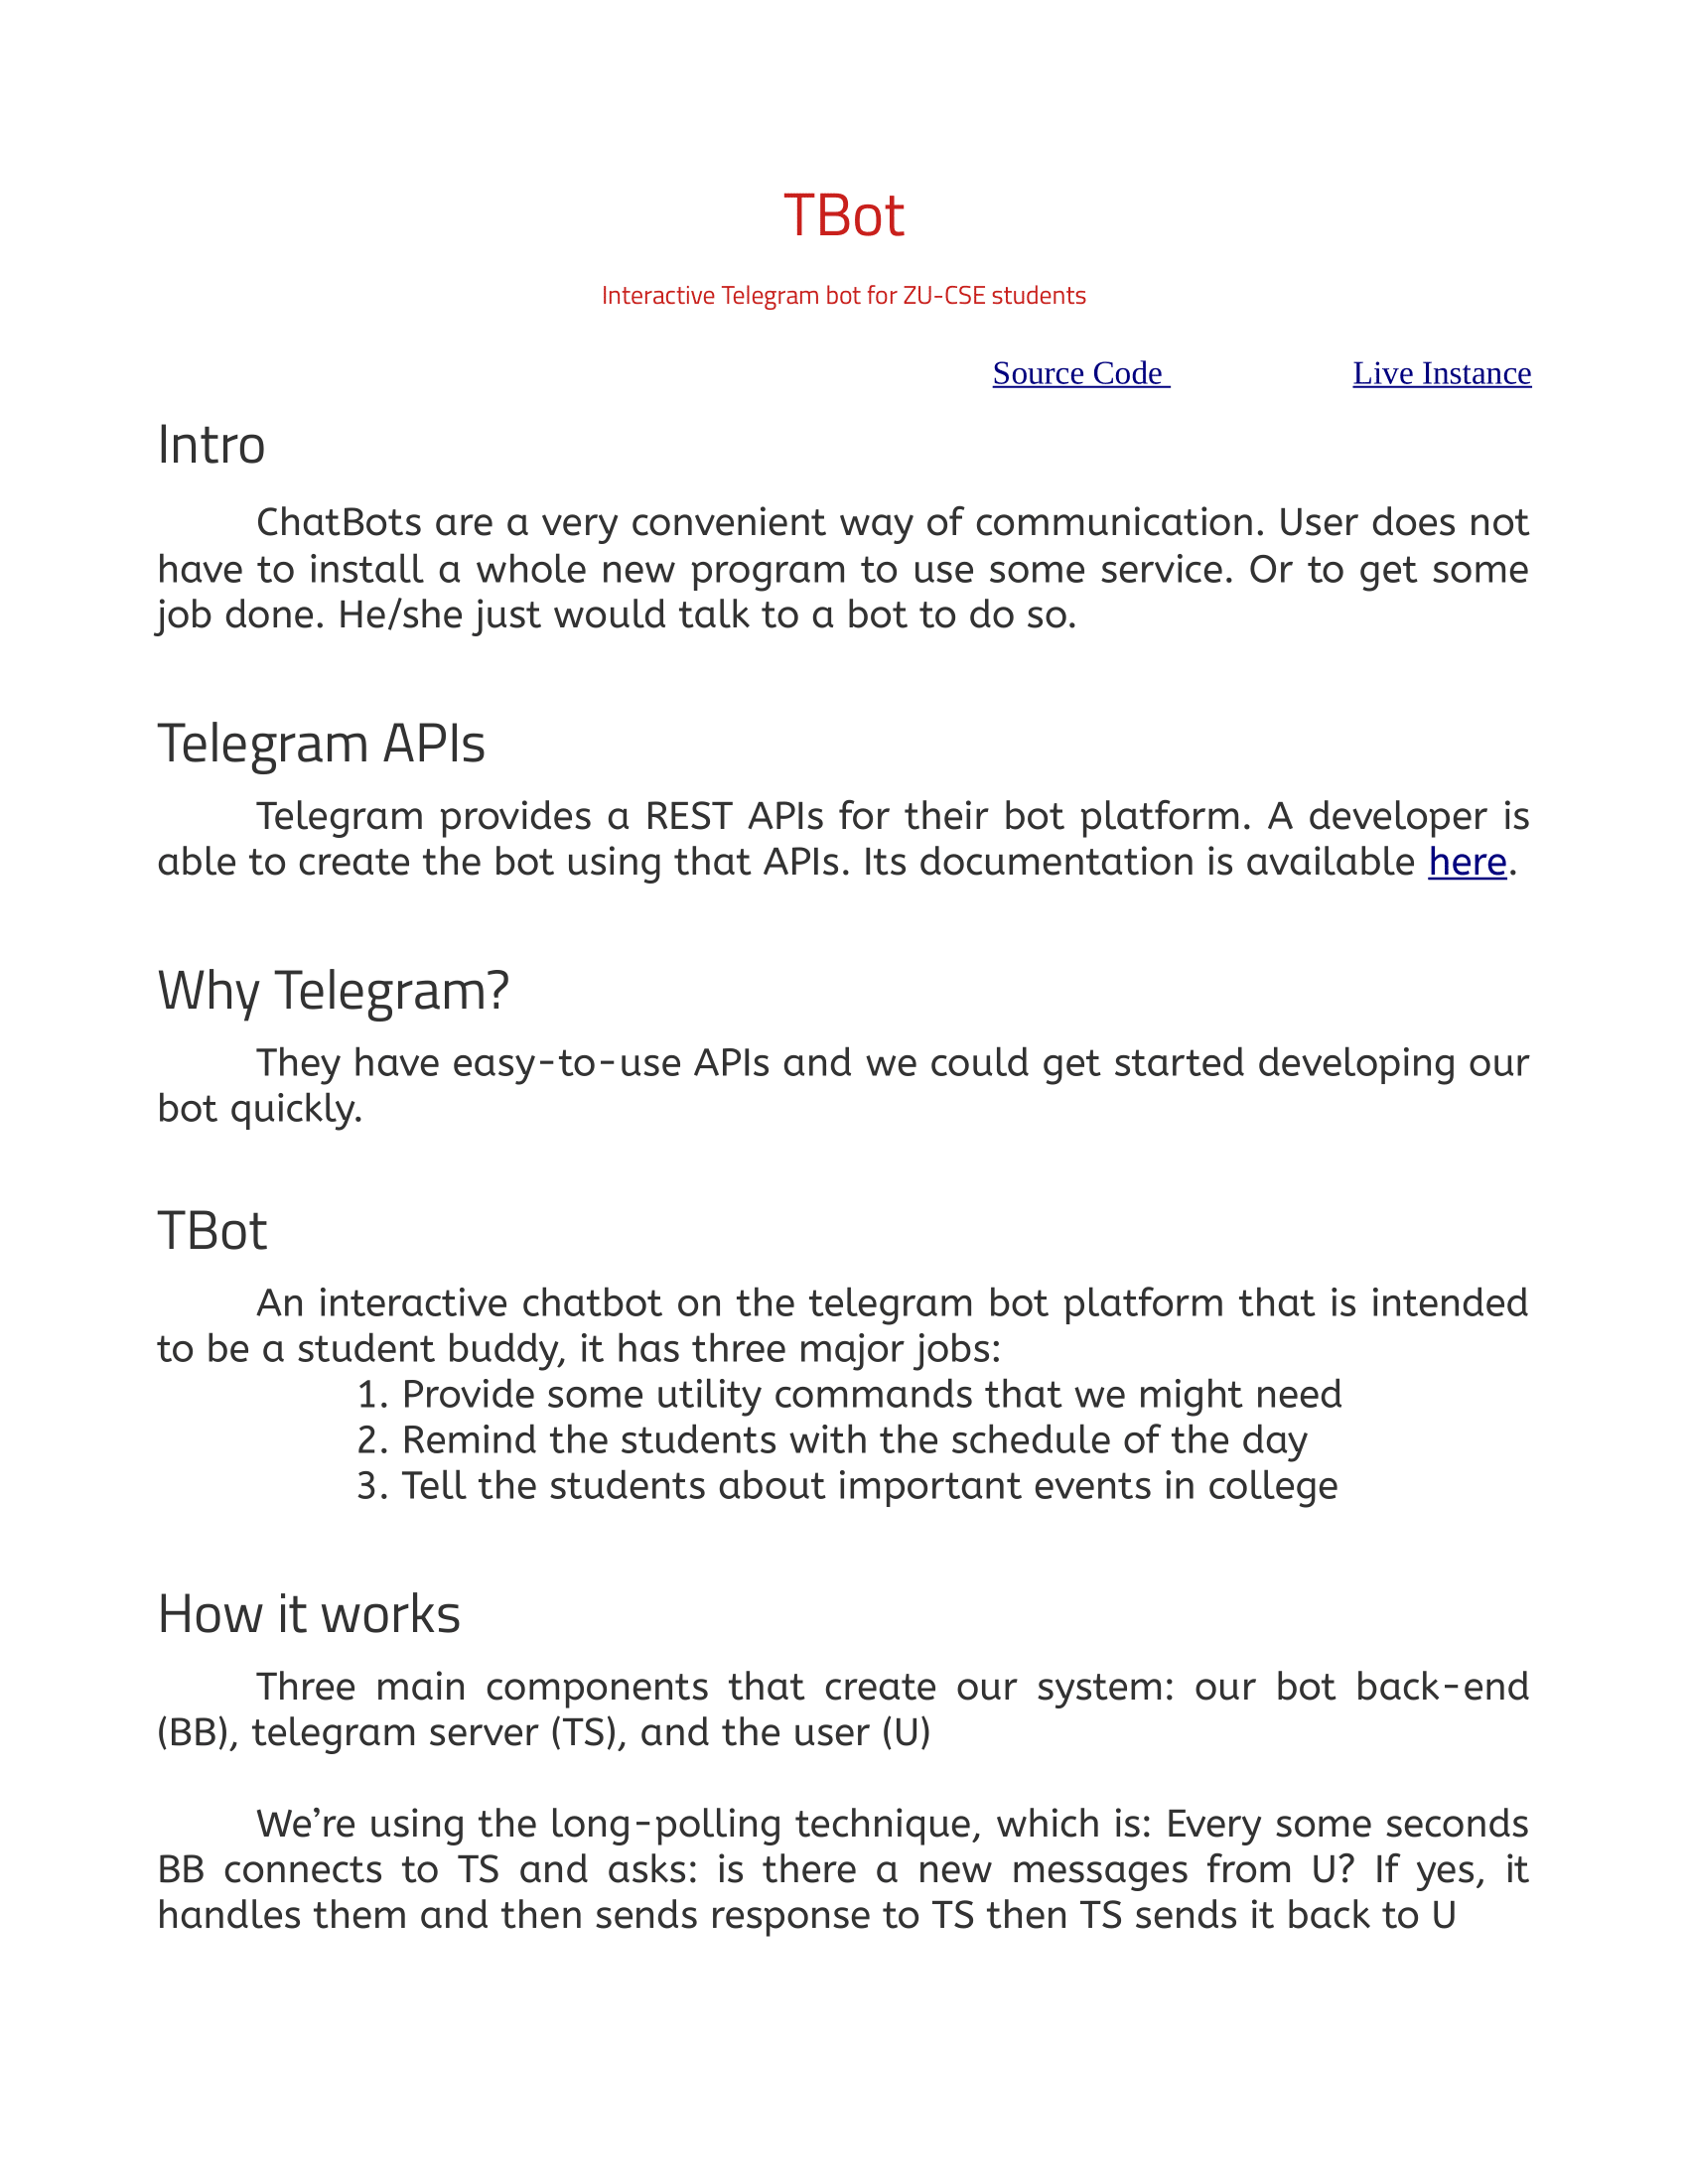 TBot
Interactive Telegram bot for ZU-CSE students
Source Code Live Instance
Intro
ChatBots are a very convenient way of communication. User does not
have to install a whole new program to use some service. Or to get some
job done. He/she just would talk to a bot to do so.
Telegram APIs
Telegram provides a REST APIs for their bot platform. A developer is
able to create the bot using that APIs. Its documentation is available here.
Why Telegram?
They have easy-to-use APIs and we could get started developing our
bot quickly.
TBot
An interactive chatbot on the telegram bot platform that is intended
to be a student buddy, it has three major jobs:
1. Provide some utility commands that we might need
2. Remind the students with the schedule of the day
3. Tell the students about important events in college
How it works
Three main components that create our system: our bot back-end
(BB), telegram server (TS), and the user (U)
We’re using the long-polling technique, which is: Every some seconds
BB connects to TS and asks: is there a new messages from U? If yes, it
handles them and then sends response to TS then TS sends it back to U